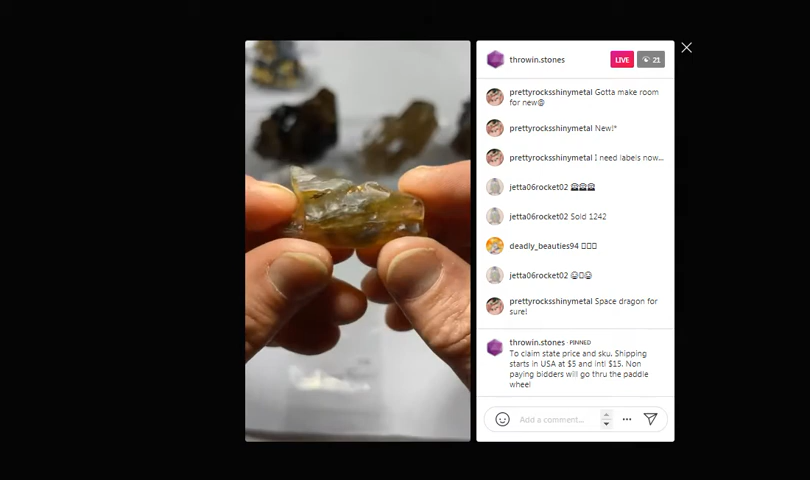 throwin.stones
LIVE
21
prettyrocksshinymetal Gotta make room
for new@
prettyrocksshinymetal New!*
prettyrocksshinymetal I need labels now...
jetta06rocket02
jetta06rocket02 Sold 1242
deadly_beauties94
jetta06rocket02
prettyrocksshinymetal Space dragon for
sure!
throwin.stones · PINNED
To claim state price and sku. Shipping
starts in USA at $5 and intl $15. Non
paying bidders will go thru the paddle
wheel
Add a comment...